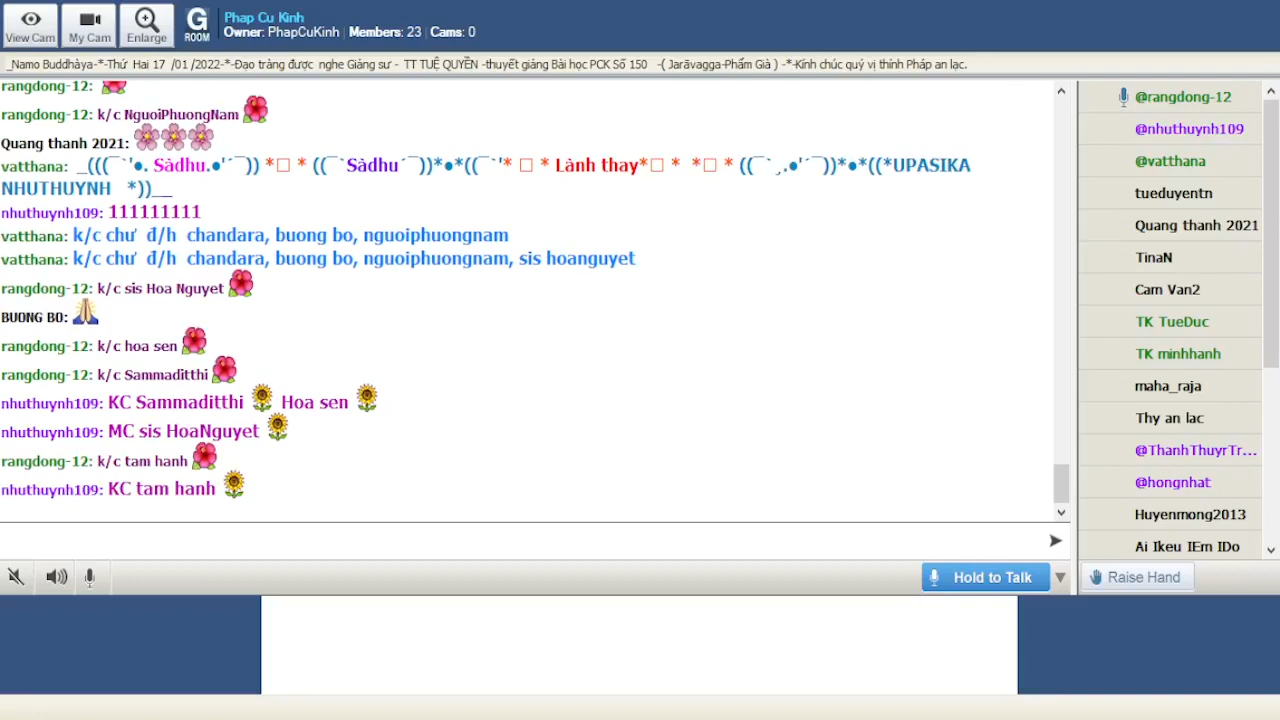 View Cam
My Cam
Enlarge
G
ROOM
Phap Cu Kinh
Owner: PhapCuKinh | Members: 23 | Cams: 0
_Namo Buddhàya-*-Thứ Hai 17 /01 /2022-*-Đạo tràng được nghe Giảng sư - TT TUỆ QUYỀN -thuyết giảng Bài học PCK Số 150 -( Jarāvagga-Phẩm Già ) -*-Kính chúc quý vị thính Pháp an lạc.
rangdong-12:
rangdong-12: k/c NguoiPhuongNam
Quang thanh 2021:
vatthana: _(((¯`'●. Sàdhu.●'´¯)) *□ * ((¯`Sàdhu´¯))*●*((¯`'* □ * Lành thay*□ * *□ * ((¯`¸.●'´¯))*●*((*UPASIKA
NHUTHUYNH *))__
nhuthuynh109: 111111111
vatthana: k/c chư đ/h chandara, buong bo, nguoiphuongnam
vatthana: k/c chư đ/h chandara, buong bo, nguoiphuongnam, sis hoanguyet
rangdong-12: k/c sis Hoa Nguyet
BUONG BO:
rangdong-12: k/c hoa sen
rangdong-12: k/c Sammaditthi
nhuthuynh109: KC Sammaditthi Hoa sen
nhuthuynh109: MC sis HoaNguyet
rangdong-12: k/c tam hanh
nhuthuynh109: KC tam hanh
Hold to Talk
@rangdong-12
@nhuthuynh109
@vatthana
tueduyentn
Quang thanh 2021
TinaN
Cam Van2
TK TueDuc
TK minhhanh
maha_raja
Thy an lac
@ThanhThuyrTr...
@hongnhat
Huyenmong2013
Ai Ikeu IEm IDo
Raise Hand